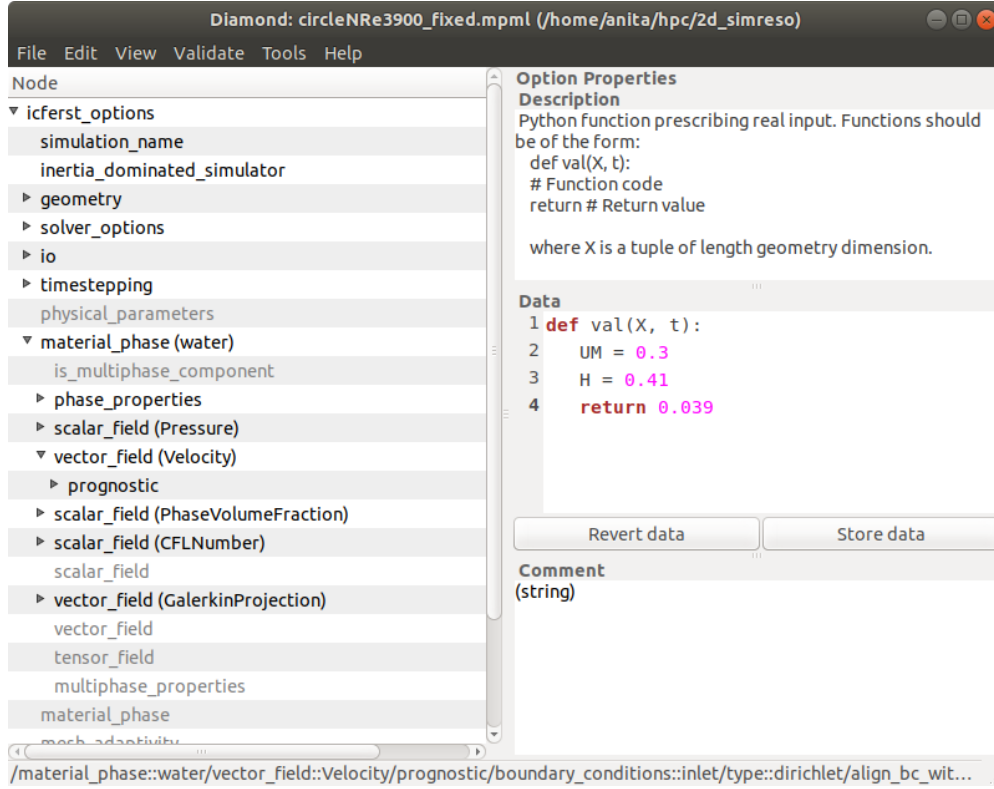 Diamond: circleNRe3900_fixed.mpml (/home/anita/hpc/2d_simreso)
File Edit View Validate Tools Help
Node
icferst_options
simulation_name
inertia_dominated_simulator
geometry
solver_options
io
timestepping
physical_parameters
material_phase (water)
is_multiphase_component
phase_properties
scalar_field (Pressure)
vector_field (Velocity)
prognostic
scalar_field (PhaseVolumeFraction)
scalar_field (CFLNumber)
scalar_field
vector_field (GalerkinProjection)
vector_field
tensor_field
multiphase_properties
material_phase
mesh_adaptivity
Option Properties
Description
Python function prescribing real input. Functions should
be of the form:
def val(X, t):
# Function code
return # Return value
where X is a tuple of length geometry dimension.
Data
1 def val(X, t):
2 UM = 0.3
3 H = 0.41
4 return 0.039
Revert data Store data
Comment
(string)
/material_phase::water/vector_field::Velocity/prognostic/boundary_conditions::inlet/type::dirichlet/align_bc_wit...